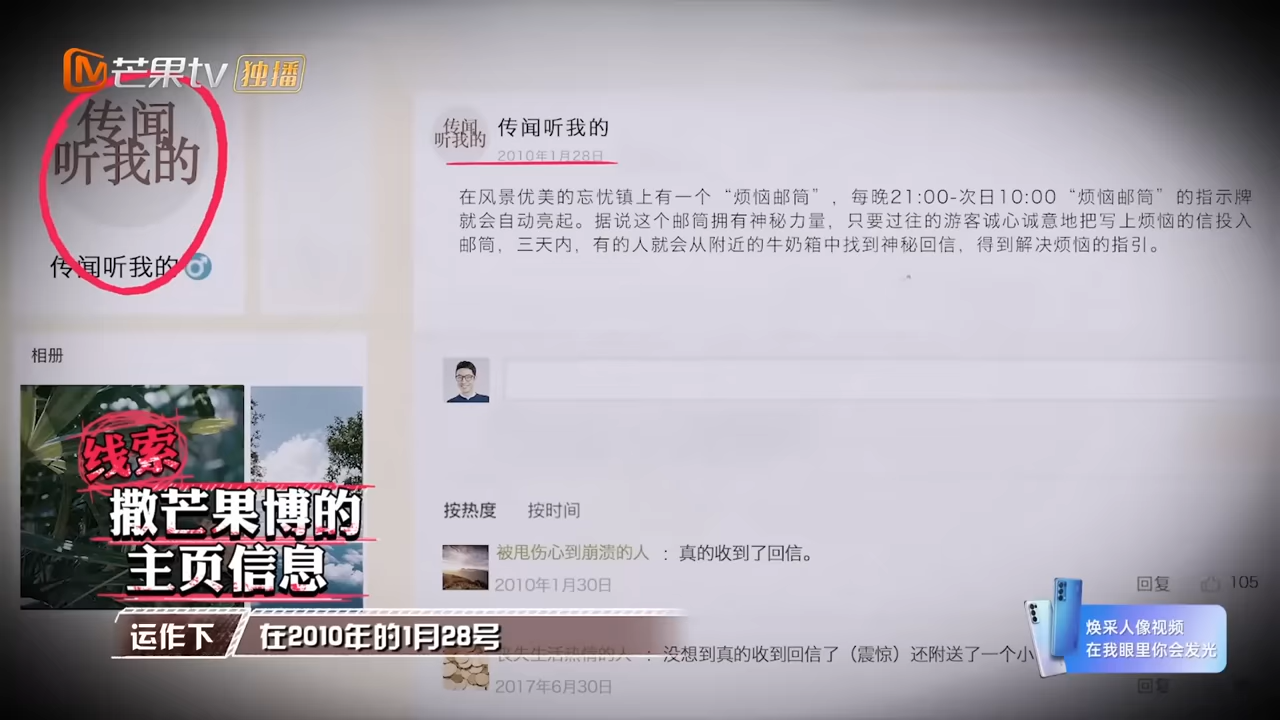 芒果tv 独播
传闻
听我的
传闻听我的
传闻
听我的
传闻听我的
2010年1月28日
在风景优美的忘忧镇上有一个“烦恼邮筒”，每晚21:00-次日10:00“烦恼邮筒”的指示牌
就会自动亮起。据说这个邮筒拥有神秘力量，只要过往的游客诚心诚意地把写上烦恼的信投入
邮筒，三天内，有的人就会从附近的牛奶箱中找到神秘回信，得到解决烦恼的指引。
相册
线索
撒芒果博的
主页信息
按热度 按时间
被甩伤心到崩溃的人 ：真的收到了回信。
2010年1月30日
回复 105
丧失生活热情的人 ：没想到真的收到回信了（震惊）还附送了一个小
2017年6月30日
回复
运作下 在2010年的1月28号
焕采人像视频
在我眼里你会发光